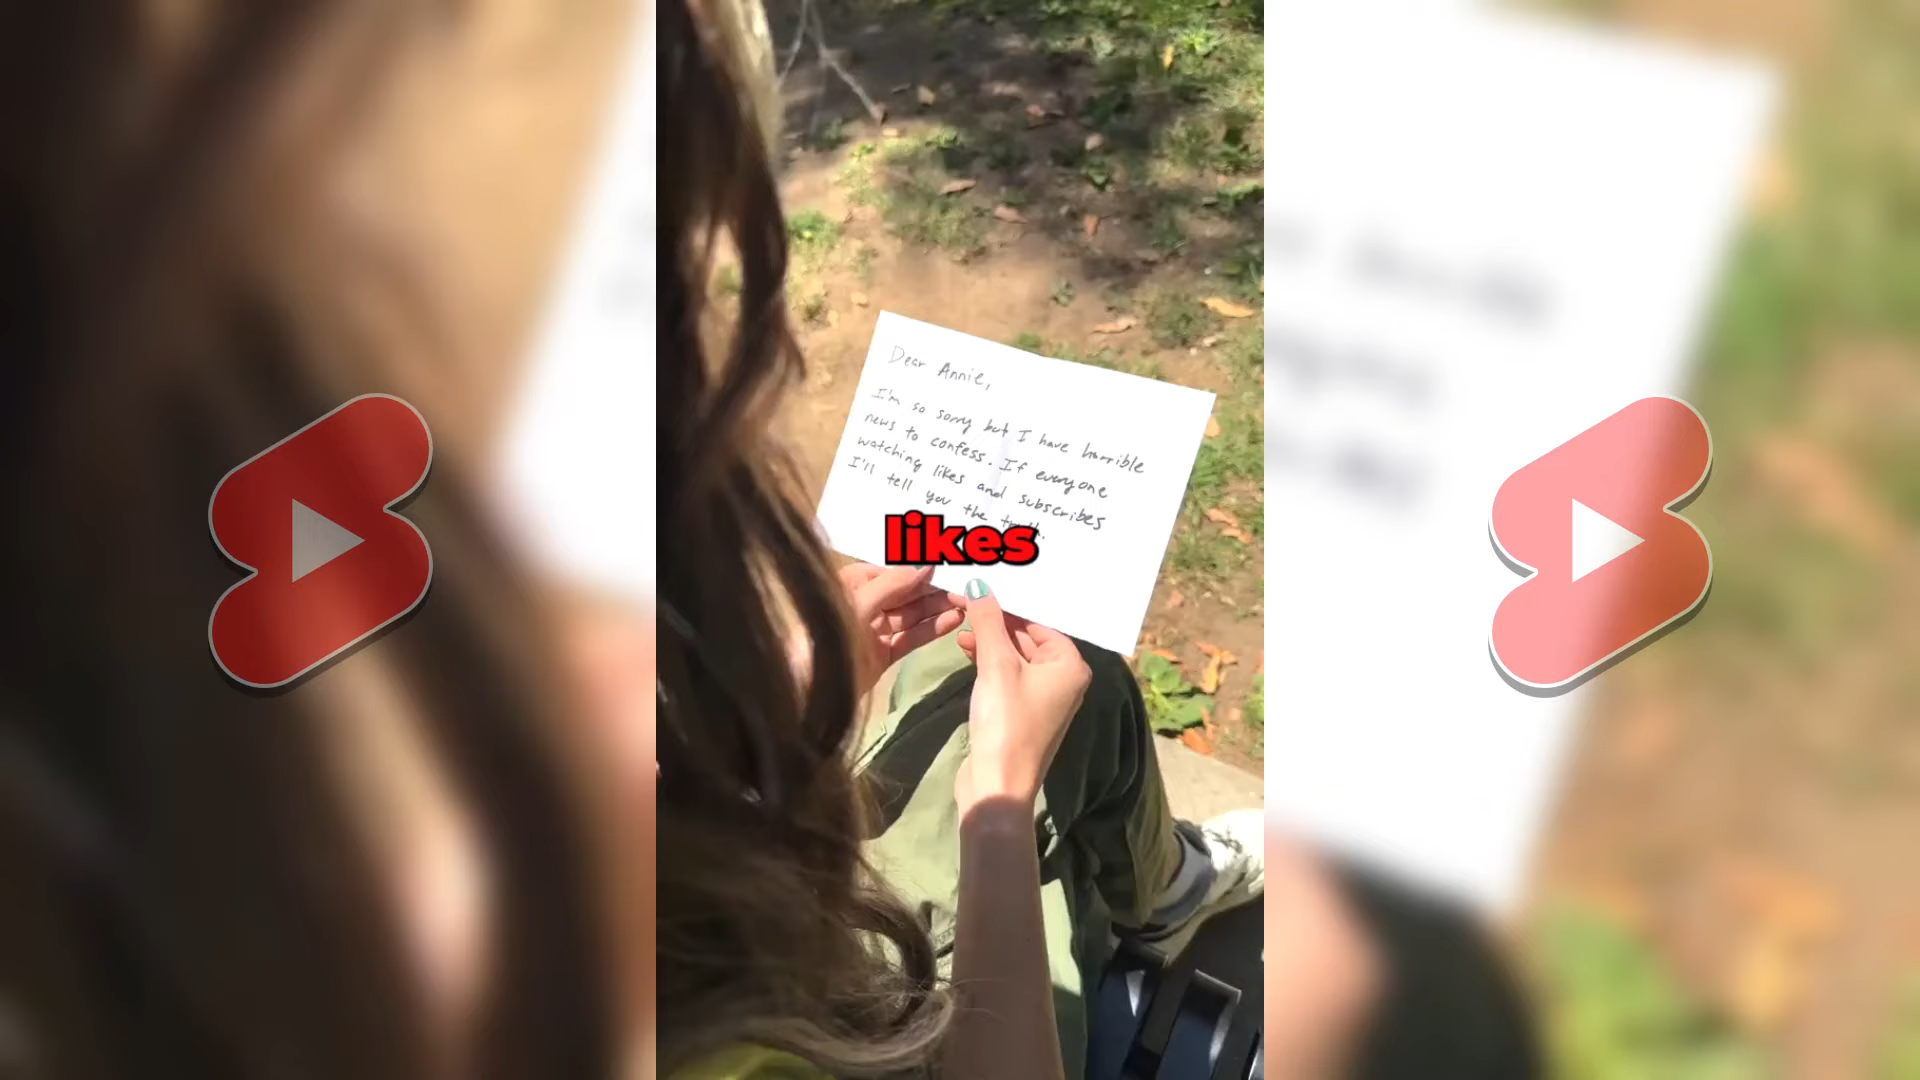 Dear Annie,
I'm so sorry but I have horrible
news to confess. If everyone
watching likes and subscribes
I'll tell you the truth.
likes